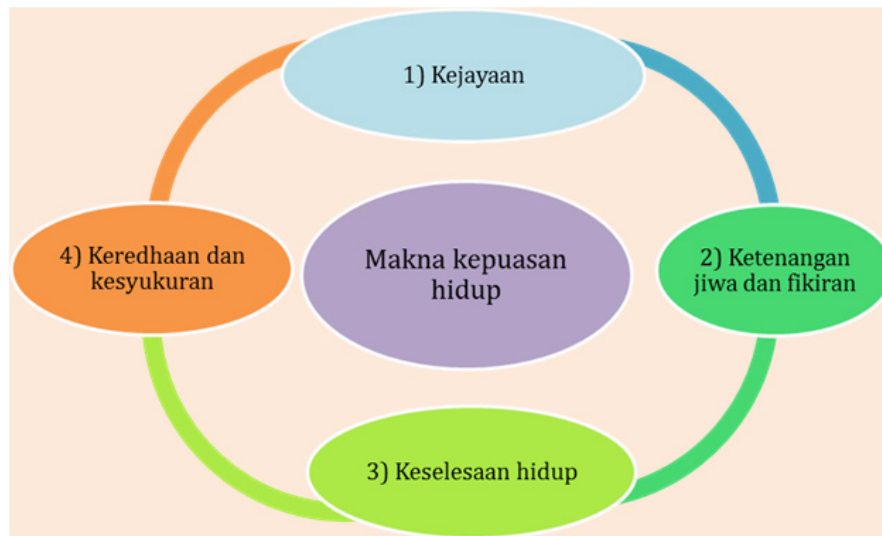 1) Kejayaan
4) Keredhaan dan
kesyukuran
Makna kepuasan
hidup
2) Ketenangan
jiwa dan fikiran
3) Keselesaan hidup